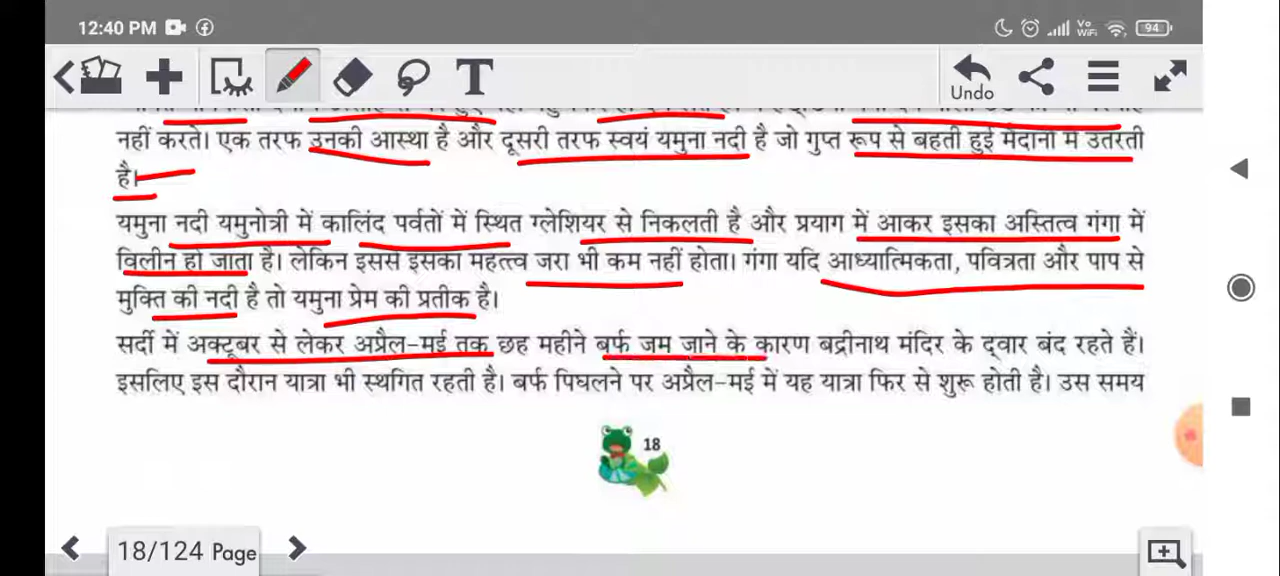 12:40 PM
Vo WiFi 94
Undo
T
नहीं करते। एक तरफ उनकी आस्था है और दूसरी तरफ स्वयं यमुना नदी है जो गुप्त रूप से बहती हुई मैदानों में उतरती
है।
यमुना नदी यमुनोत्री में कालिंद पर्वतों में स्थित ग्लेशियर से निकलती है और प्रयाग में आकर इसका अस्तित्व गंगा में
विलीन हो जाता है। लेकिन इससे इसका महत्त्व जरा भी कम नहीं होता। गंगा यदि आध्यात्मिकता, पवित्रता और पाप से
मुक्ति की नदी है तो यमुना प्रेम की प्रतीक है।
सर्दी में अक्टूबर से लेकर अप्रैल-मई तक छह महीने बर्फ जम जाने के कारण बद्रीनाथ मंदिर के द्वार बंद रहते हैं।
इसलिए इस दौरान यात्रा भी स्थगित रहती है। बर्फ पिघलने पर अप्रैल-मई में यह यात्रा फिर से शुरू होती है। उस समय
18
18/124 Page